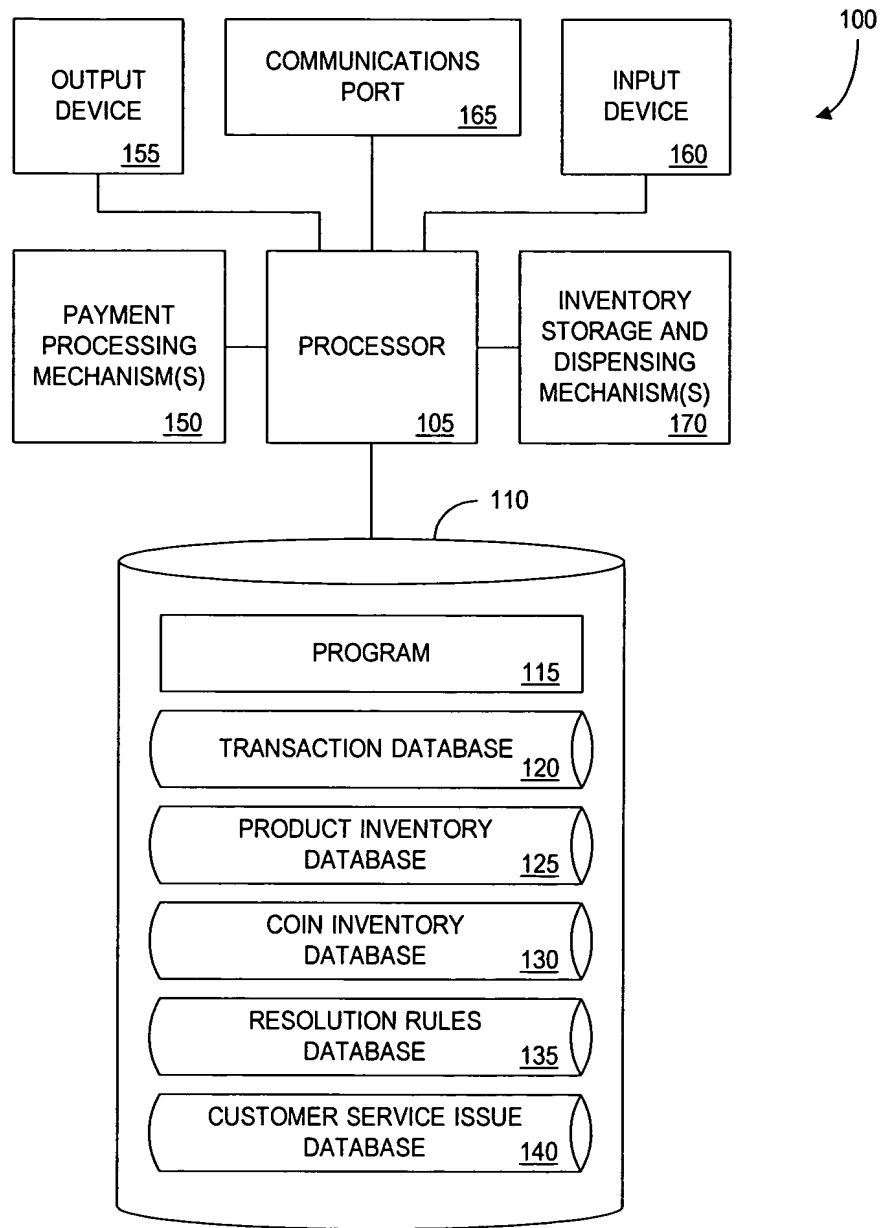 100
OUTPUT
DEVICE
155
COMMUNICATIONS
PORT
165
INPUT
DEVICE
160
PAYMENT
PROCESSING
MECHANISM(S)
150
PROCESSOR
105
INVENTORY
STORAGE AND
DISPENSING
MECHANISM(S)
170
110
PROGRAM
115
TRANSACTION DATABASE
120
PRODUCT INVENTORY
DATABASE
125
COIN INVENTORY
DATABASE
130
RESOLUTION RULES
DATABASE
135
CUSTOMER SERVICE ISSUE
DATABASE
140